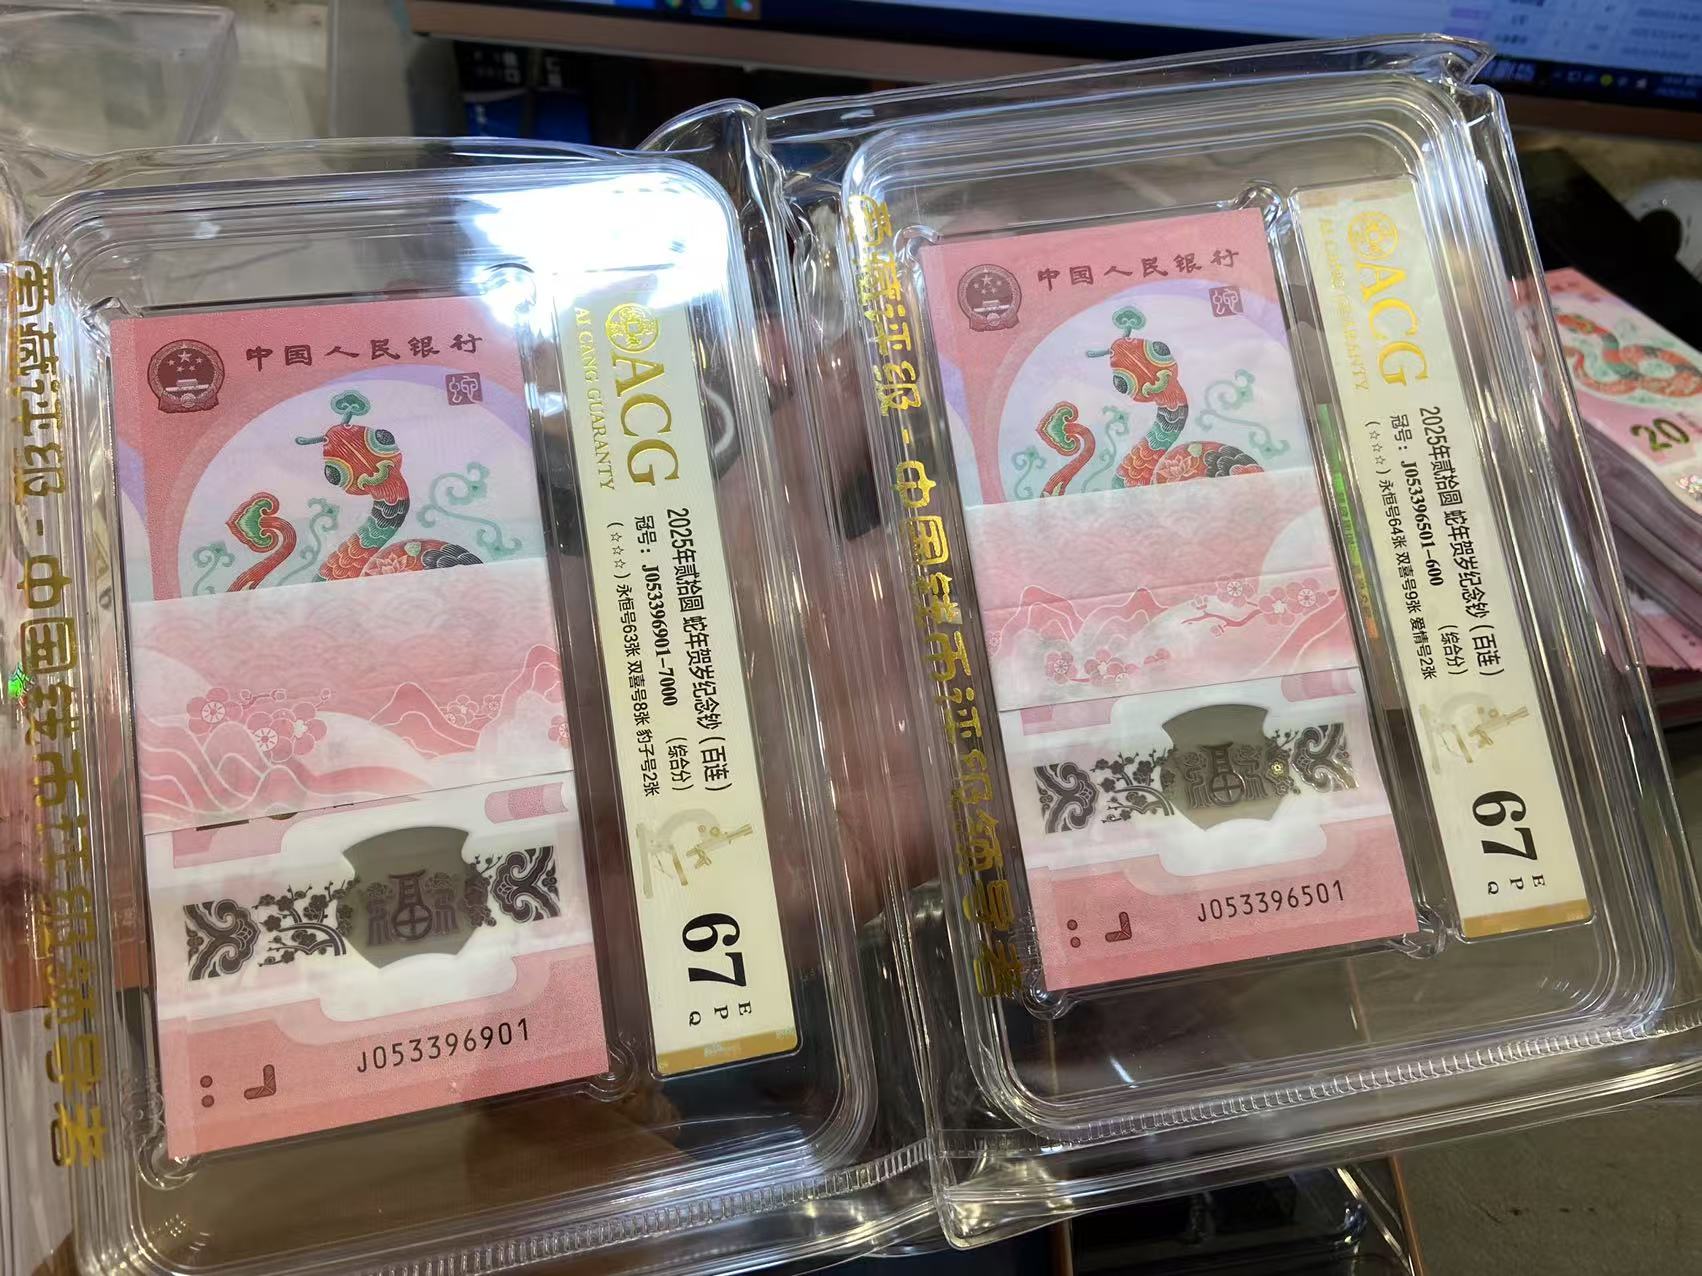 爱藏评级 - 中国钱币评级领导者
中国人民银行
蛇
福
J053396901
ACG
AI CANG GUARANTY
2025年贰拾圆 蛇年贺岁纪念钞（百连）
冠号：J053396901-7000 （综合分）
（☆☆☆）永恒号63张 双喜号8张 豹子号2张
67
E
P
Q
爱藏评级 - 中国钱币评级领导者
中国人民银行
蛇
福
J053396501
ACG
AI CANG GUARANTY
2025年贰拾圆 蛇年贺岁纪念钞（百连）
冠号：J053396501-600 （综合分）
（☆☆☆）永恒号64张 双喜号9张 爱情号2张
67
E
P
Q
20